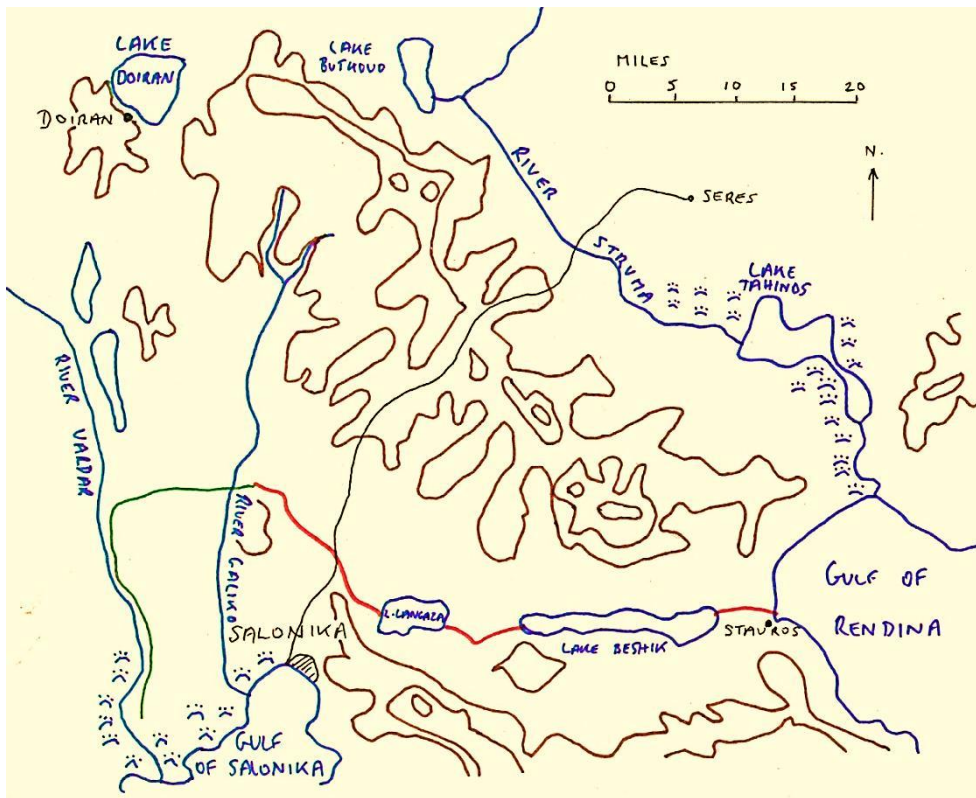 LAKE
DOIRAN
DOIRAN
LAKE
BUTKOUO
MILES
0 5 10 15 20
N.
RIVER
STRUMA
SERES
LAKE
TAHINOS
RIVER
VARDAR
RIVER
GALIKO
SALONIKA
L. LANGAZA
LAKE BESHIK
STAVROS
GULF OF
RENDINA
GULF
OF SALONIKA